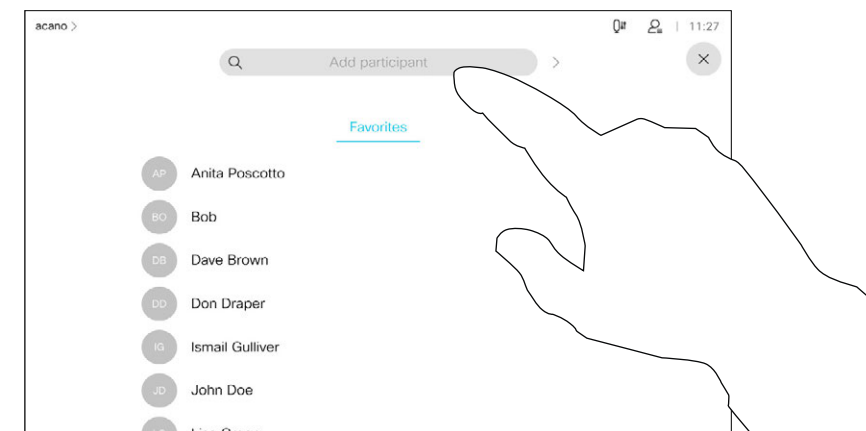 acano >
11:27
Add participant
Favorites
AP Anita Poscotto
BO Bob
DB Dave Brown
DD Don Draper
IG Ismail Gulliver
JD John Doe